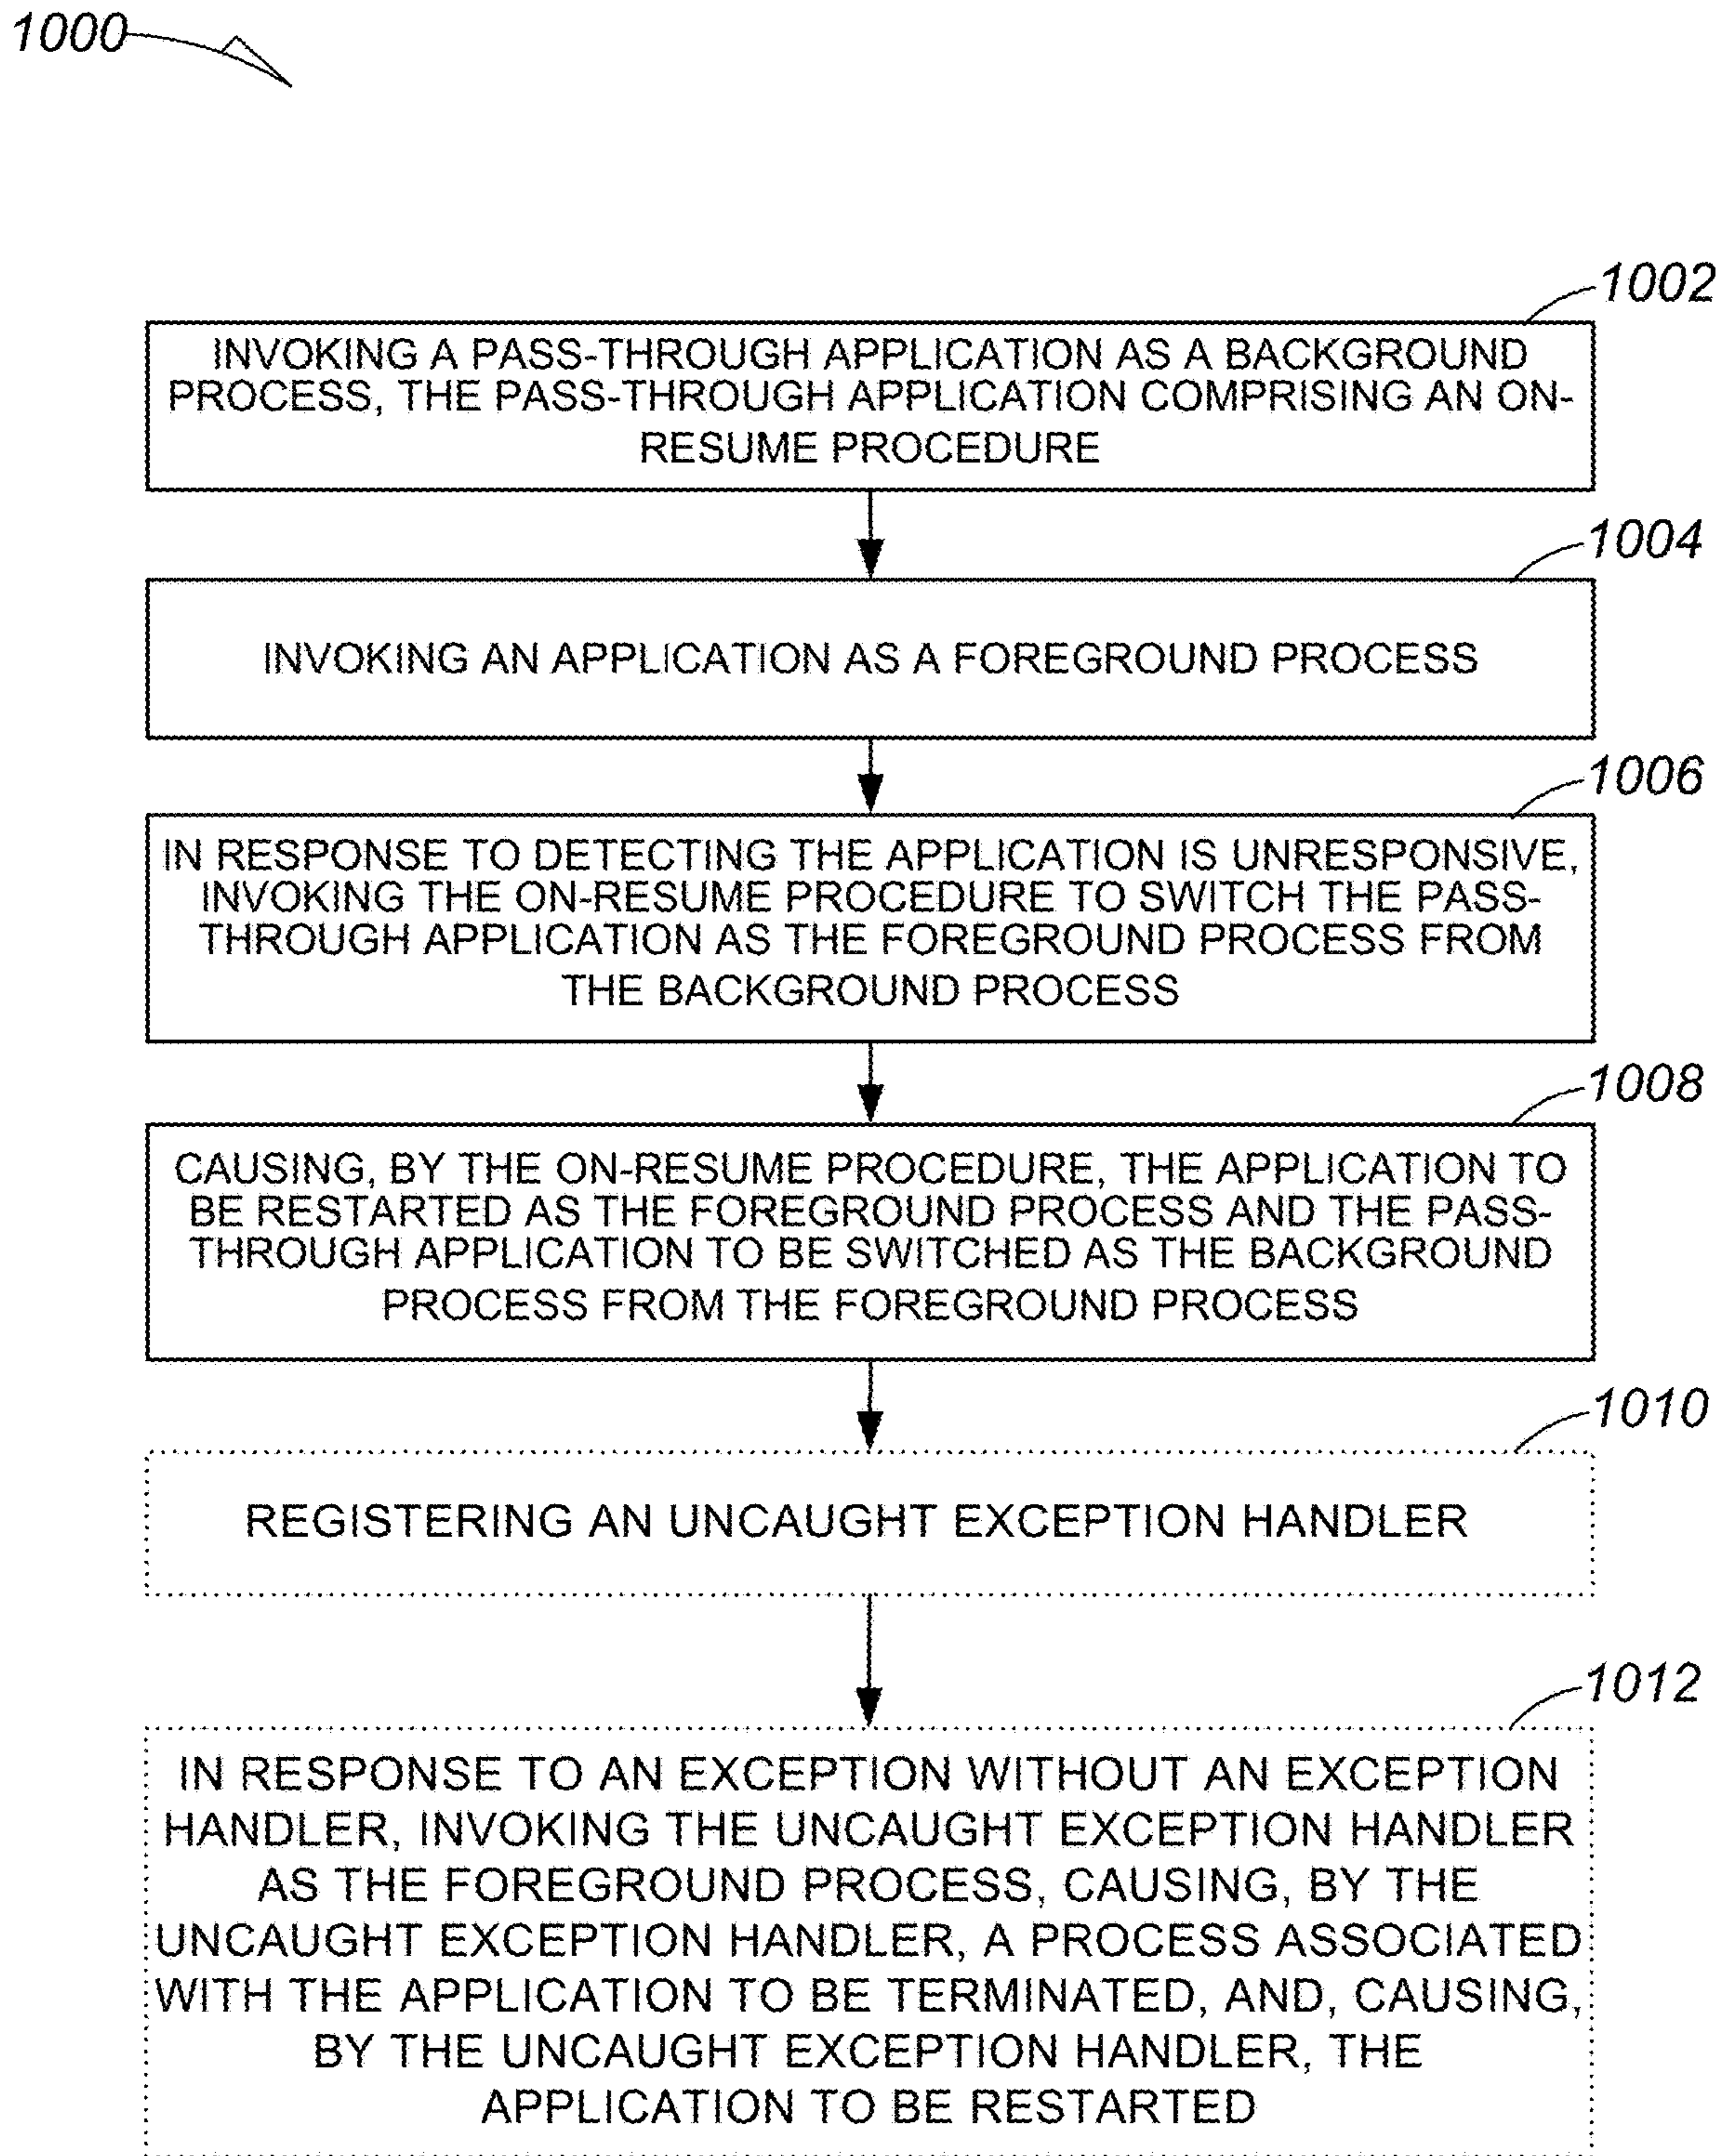 1000
1002
INVOKING A PASS-THROUGH APPLICATION AS A BACKGROUND
PROCESS, THE PASS-THROUGH APPLICATION COMPRISING AN ON-
RESUME PROCEDURE
1004
INVOKING AN APPLICATION AS A FOREGROUND PROCESS
1006
IN RESPONSE TO DETECTING THE APPLICATION IS UNRESPONSIVE,
INVOKING THE ON-RESUME PROCEDURE TO SWITCH THE PASS-
THROUGH APPLICATION AS THE FOREGROUND PROCESS FROM
THE BACKGROUND PROCESS
1008
CAUSING, BY THE ON-RESUME PROCEDURE, THE APPLICATION TO
BE RESTARTED AS THE FOREGROUND PROCESS AND THE PASS-
THROUGH APPLICATION TO BE SWITCHED AS THE BACKGROUND
PROCESS FROM THE FOREGROUND PROCESS
1010
REGISTERING AN UNCAUGHT EXCEPTION HANDLER
1012
IN RESPONSE TO AN EXCEPTION WITHOUT AN EXCEPTION
HANDLER, INVOKING THE UNCAUGHT EXCEPTION HANDLER
AS THE FOREGROUND PROCESS, CAUSING, BY THE
UNCAUGHT EXCEPTION HANDLER, A PROCESS ASSOCIATED
WITH THE APPLICATION TO BE TERMINATED, AND, CAUSING,
BY THE UNCAUGHT EXCEPTION HANDLER, THE
APPLICATION TO BE RESTARTED